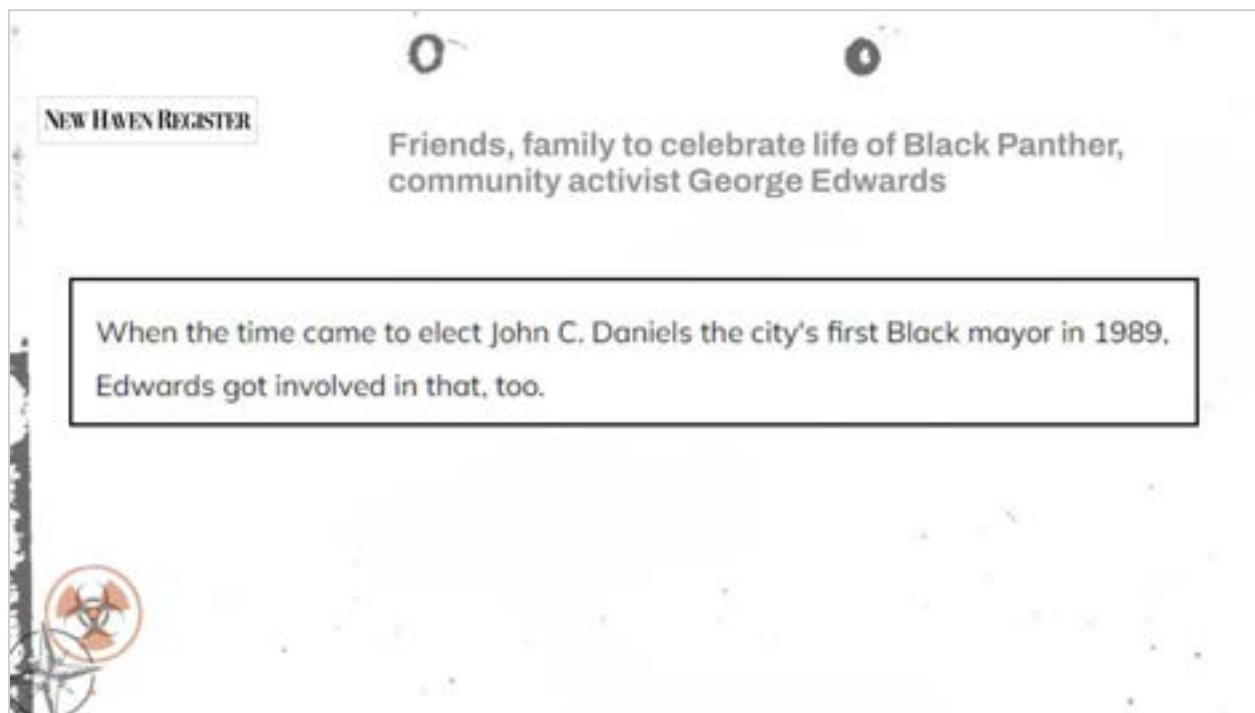 NEW HAVEN REGISTER
Friends, family to celebrate life of Black Panther,
community activist George Edwards
When the time came to elect John C. Daniels the city's first Black mayor in 1989,
Edwards got involved in that, too.